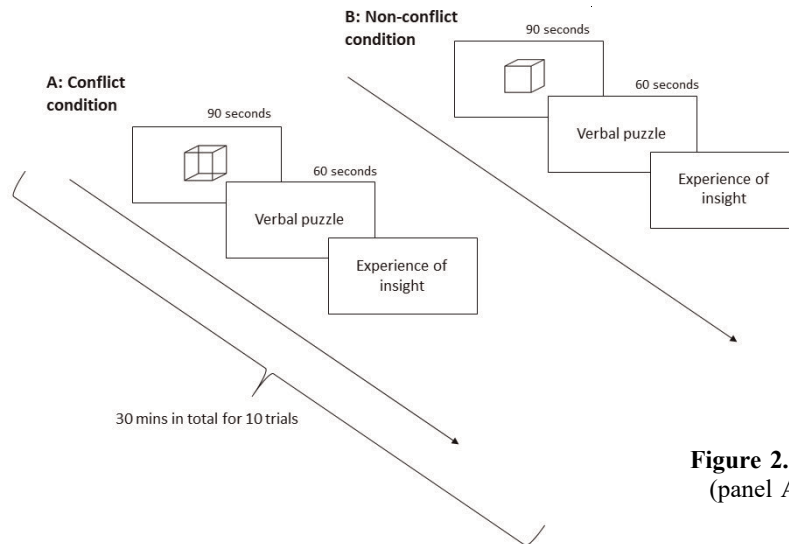 B: Non-conflict
condition
90 seconds
60 seconds
Verbal puzzle
Experience of
insight
A: Conflict
condition
90 seconds
60 seconds
Verbal puzzle
Experience of
insight
30 mins in total for 10 trials
Figure 2.
(panel A